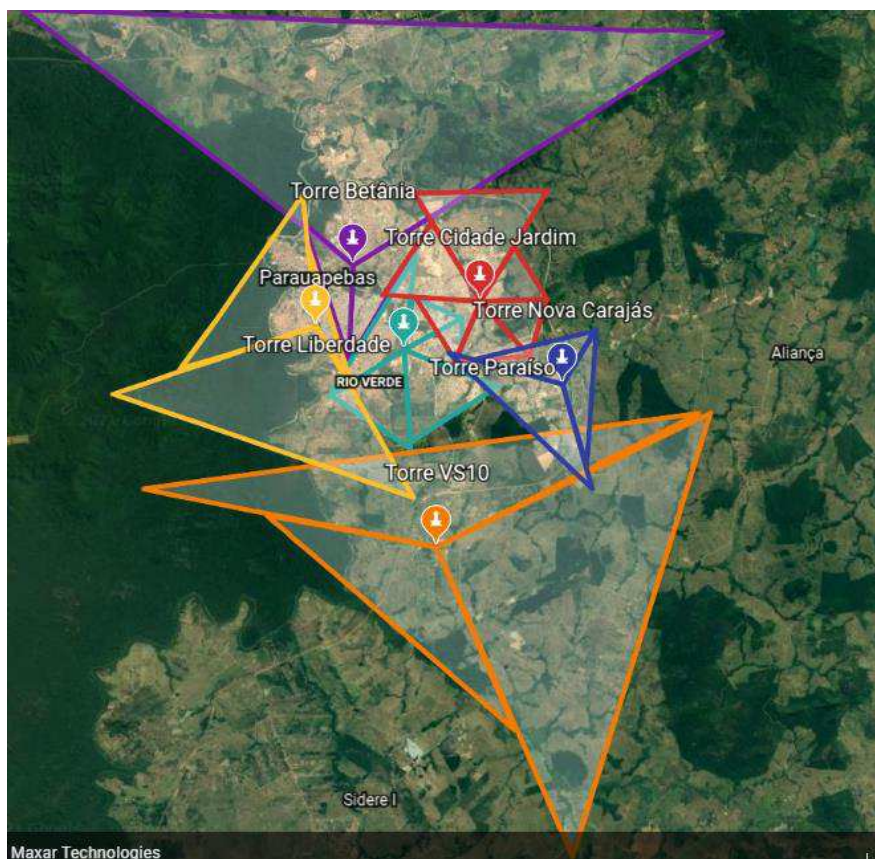 Torre Betânia
Torre Cidade Jardim
Parauapebas
Torre Nova Carajás
Torre Liberdade
Aliança
Torre Paraíso
RIO VERDE
Torre VS10
Sidere I
Maxar Technologies